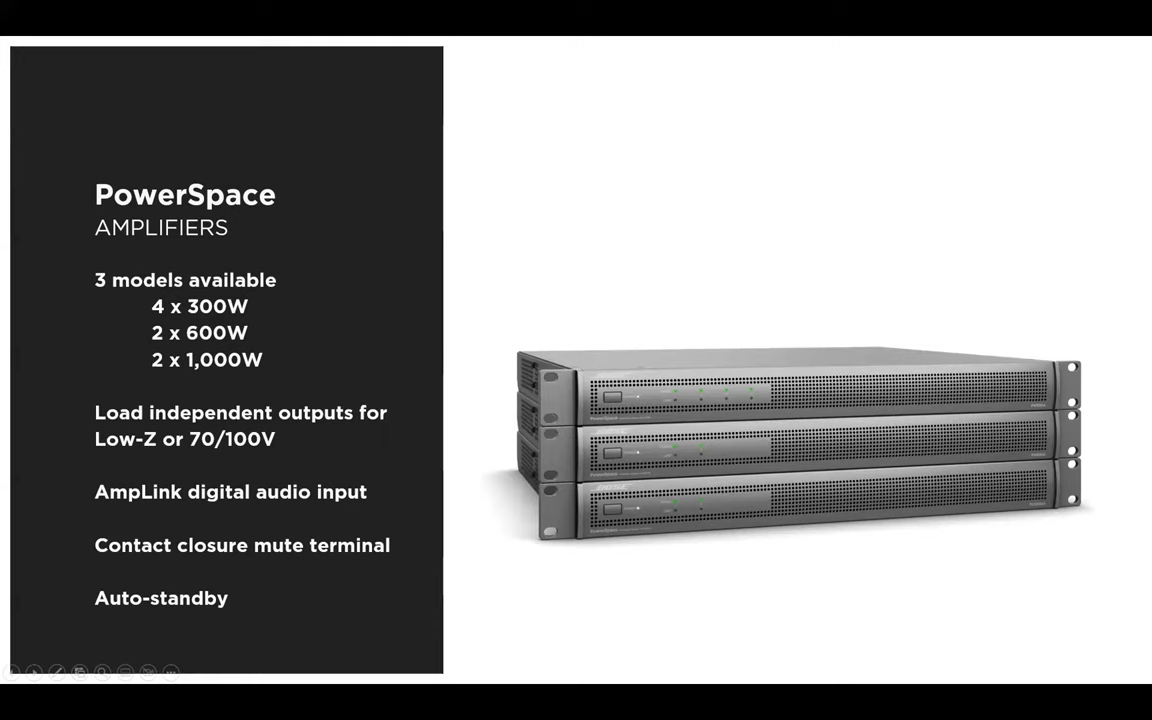 PowerSpace
AMPLIFIERS
3 models available
4 x 300W
2 x 600W
2 x 1,000W
Load independent outputs for
Low-Z or 70/100V
AmpLink digital audio input
Contact closure mute terminal
Auto-standby
BOSE